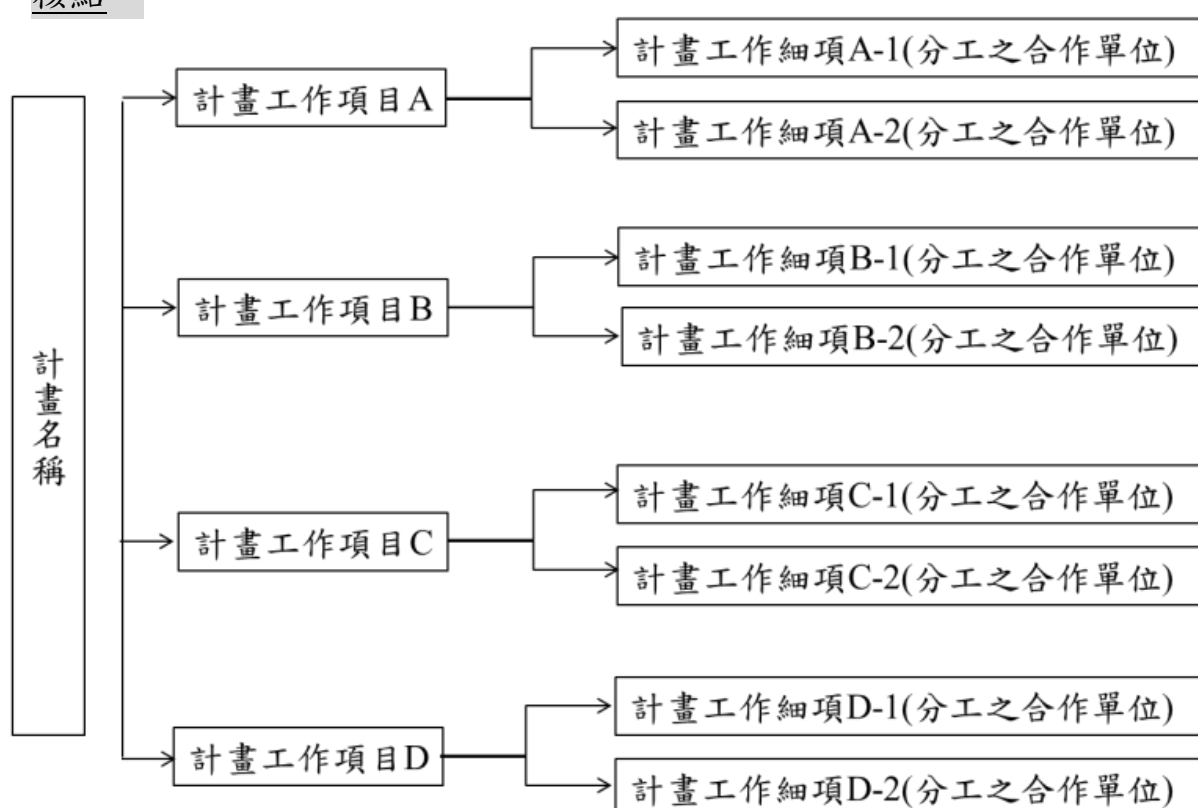 查核點
計畫名稱
計畫工作項目A
計畫工作細項A-1(分工之合作單位)
計畫工作細項A-2(分工之合作單位)
計畫工作項目B
計畫工作細項B-1(分工之合作單位)
計畫工作細項B-2(分工之合作單位)
計畫工作項目C
計畫工作細項C-1(分工之合作單位)
計畫工作細項C-2(分工之合作單位)
計畫工作項目D
計畫工作細項D-1(分工之合作單位)
計畫工作細項D-2(分工之合作單位)